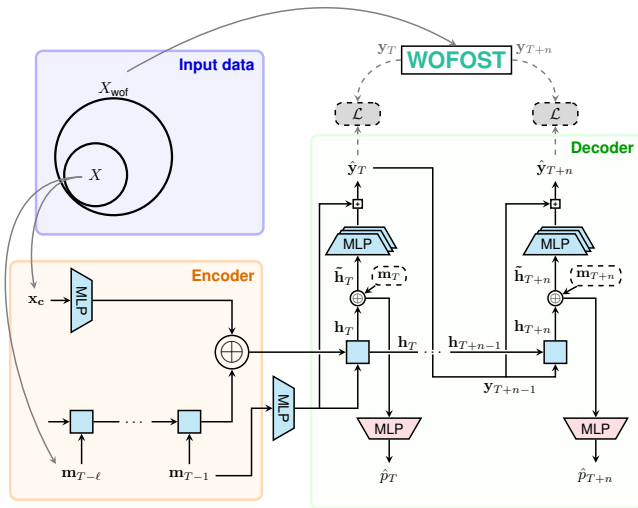 Input data
X_wof
X
y_T
WOFOST
y_{T+n}
ℒ
ℒ
Decoder
ŷ_T
ŷ_{T+n}
MLP
MLP
h̃_T
m_T
h̃_{T+n}
m_{T+n}
Encoder
x_c
MLP
h_T
h_T
...
h_{T+n−1}
h_{T+n}
y_{T+n−1}
...
MLP
MLP
MLP
m_{T−ℓ}
m_{T−1}
p̂_T
p̂_{T+n}